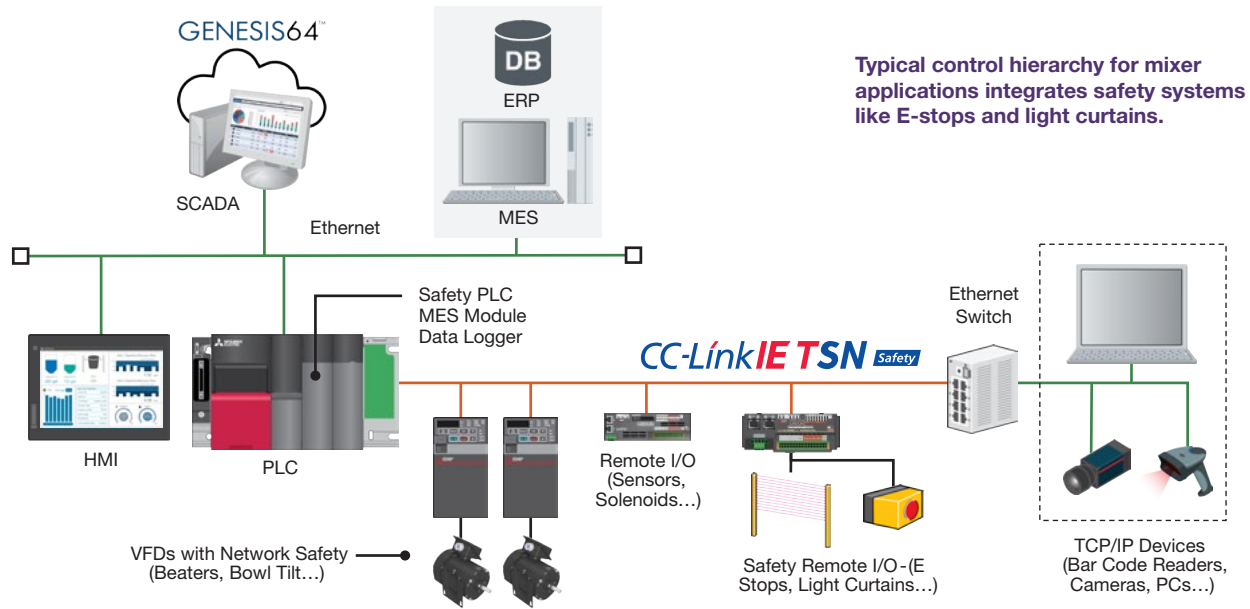 GENESIS64™
DB
ERP
SCADA
MES
Typical control hierarchy for mixer
applications integrates safety systems
like E-stops and light curtains.
Ethernet
Safety PLC
MES Module
Data Logger
Ethernet
Switch
CC-Línk IE TSN Safety
HMI
PLC
Remote I/O
(Sensors,
Solenoids…)
VFDs with Network Safety
(Beaters, Bowl Tilt…)
Safety Remote I/O-(E
Stops, Light Curtains…)
TCP/IP Devices
(Bar Code Readers,
Cameras, PCs…)